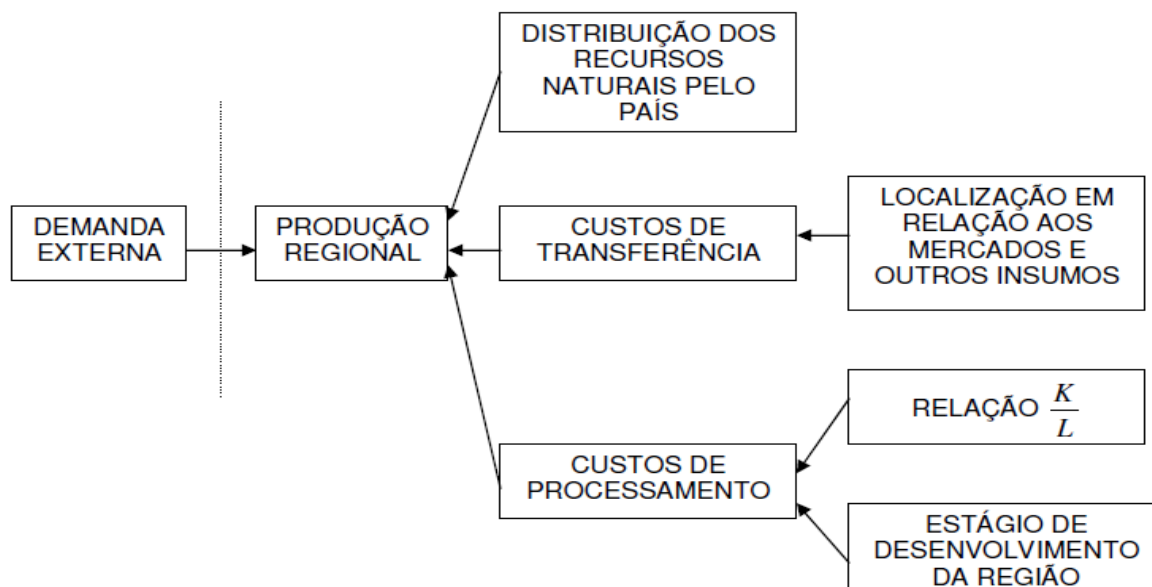 DISTRIBUIÇÃO DOS
RECURSOS
NATURAIS PELO
PAÍS
DEMANDA
EXTERNA
PRODUÇÃO
REGIONAL
CUSTOS DE
TRANSFERÊNCIA
LOCALIZAÇÃO EM
RELAÇÃO AOS
MERCADOS E
OUTROS INSUMOS
RELAÇÃO K/L
CUSTOS DE
PROCESSAMENTO
ESTÁGIO DE
DESENVOLVIMENTO
DA REGIÃO